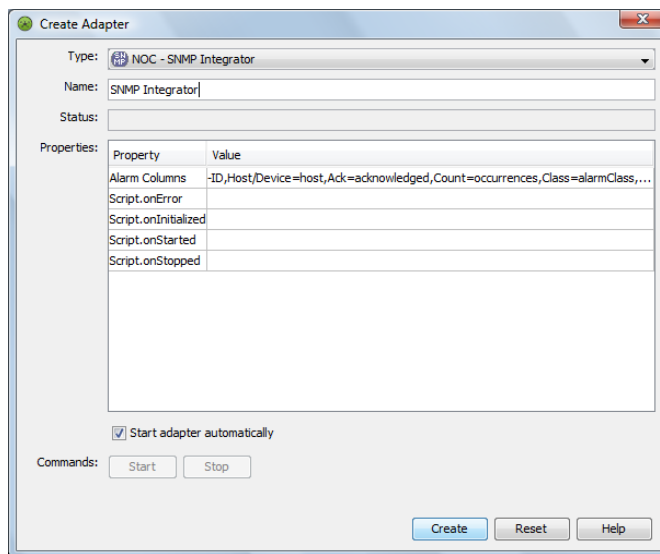 Create Adapter
Type: SNMP NOC - SNMP Integrator
Name: SNMP Integrator
Status:
Properties:
Property Value
Alarm Columns -ID,Host/Device=host,Ack=acknowledged,Count=occurrences,Class=alarmClass,...
Script.onError
Script.onInitialized
Script.onStarted
Script.onStopped
Start adapter automatically
Commands: Start Stop
Create Reset Help